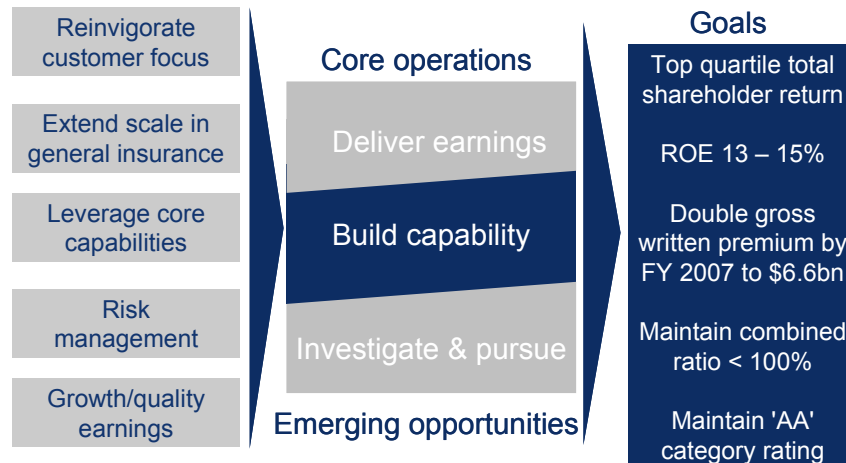 Reinvigorate
customer focus
Extend scale in
general insurance
Leverage core
capabilities
Risk
management
Growth/quality
earnings
Core operations
Deliver earnings
Build capability
Investigate & pursue
Emerging opportunities
Goals
Top quartile total
shareholder return
ROE 13 – 15%
Double gross
written premium by
FY 2007 to $6.6bn
Maintain combined
ratio < 100%
Maintain 'AA'
category rating